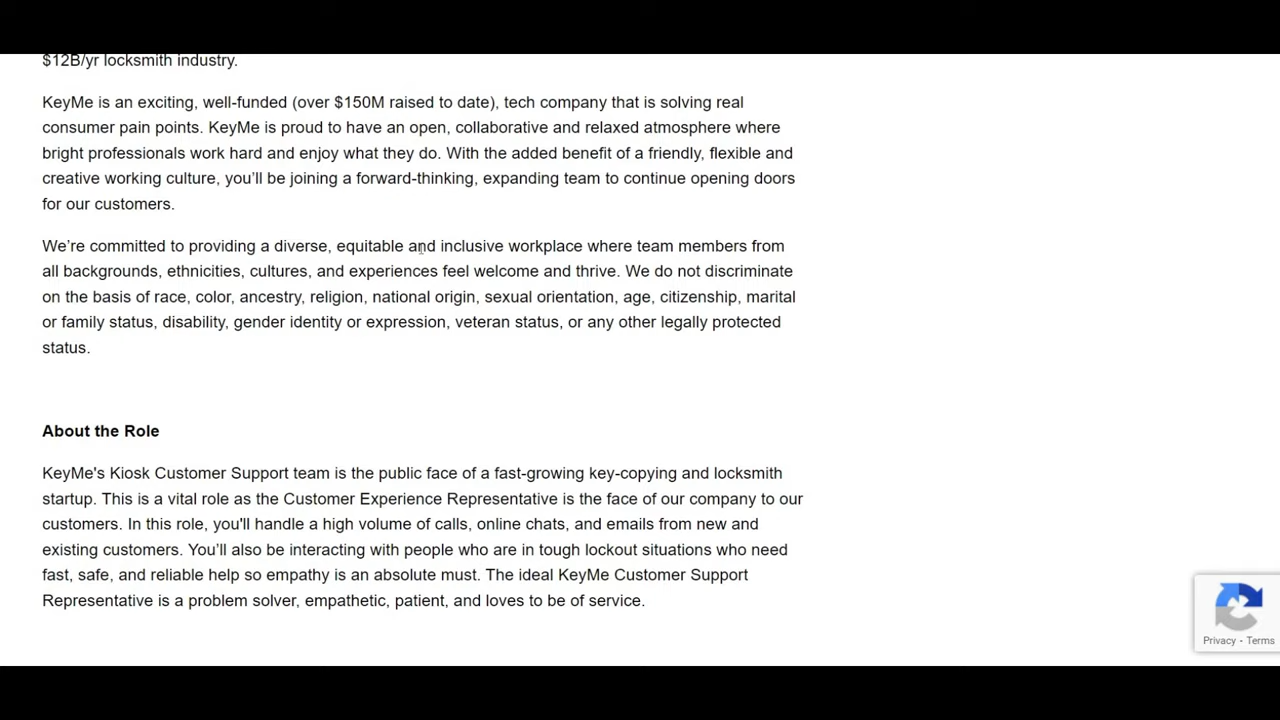 $12B/yr locksmith industry.
KeyMe is an exciting, well-funded (over $150M raised to date), tech company that is solving real
consumer pain points. KeyMe is proud to have an open, collaborative and relaxed atmosphere where
bright professionals work hard and enjoy what they do. With the added benefit of a friendly, flexible and
creative working culture, you’ll be joining a forward-thinking, expanding team to continue opening doors
for our customers.
We’re committed to providing a diverse, equitable and inclusive workplace where team members from
all backgrounds, ethnicities, cultures, and experiences feel welcome and thrive. We do not discriminate
on the basis of race, color, ancestry, religion, national origin, sexual orientation, age, citizenship, marital
or family status, disability, gender identity or expression, veteran status, or any other legally protected
status.
About the Role
KeyMe's Kiosk Customer Support team is the public face of a fast-growing key-copying and locksmith
startup. This is a vital role as the Customer Experience Representative is the face of our company to our
customers. In this role, you'll handle a high volume of calls, online chats, and emails from new and
existing customers. You’ll also be interacting with people who are in tough lockout situations who need
fast, safe, and reliable help so empathy is an absolute must. The ideal KeyMe Customer Support
Representative is a problem solver, empathetic, patient, and loves to be of service.
Privacy - Terms